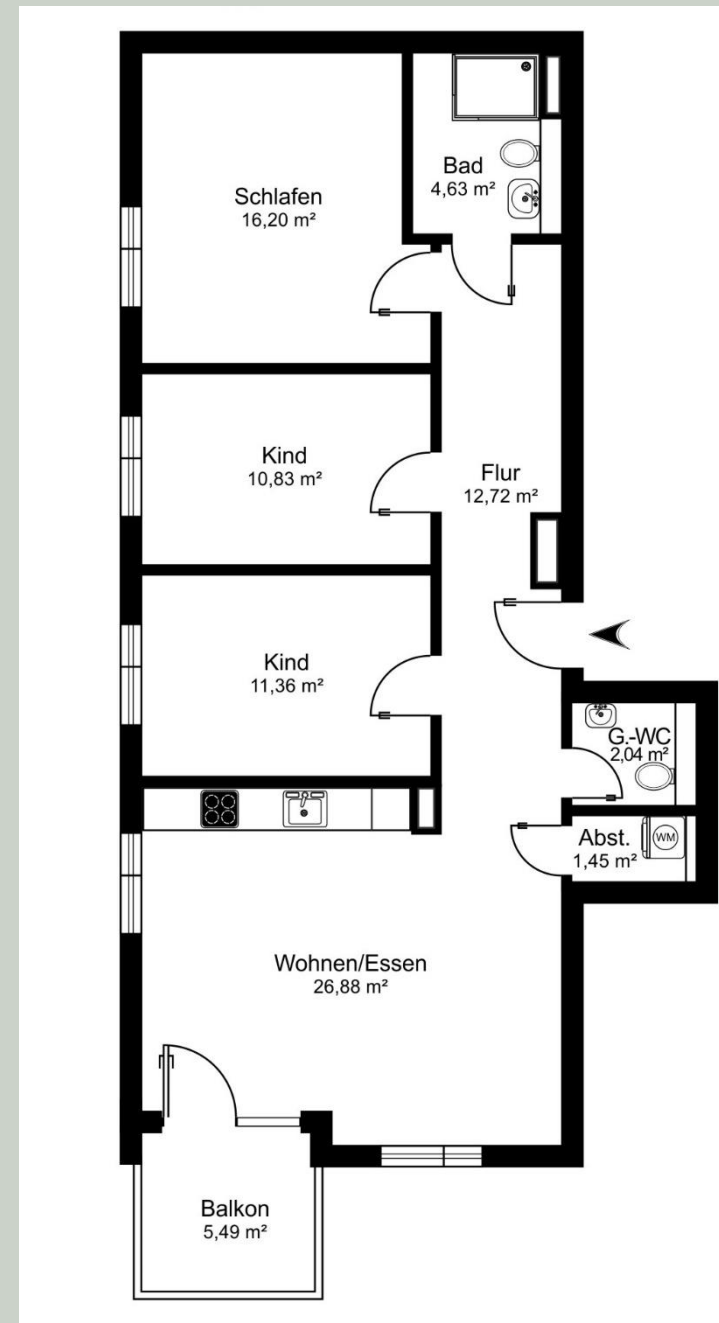 Schlafen
16,20 m²
Bad
4,63 m²
Kind
10,83 m²
Flur
12,72 m²
Kind
11,36 m²
G.-WC
2,04 m²
Abst.
1,45 m²
WM
Wohnen/Essen
26,88 m²
Balkon
5,49 m²